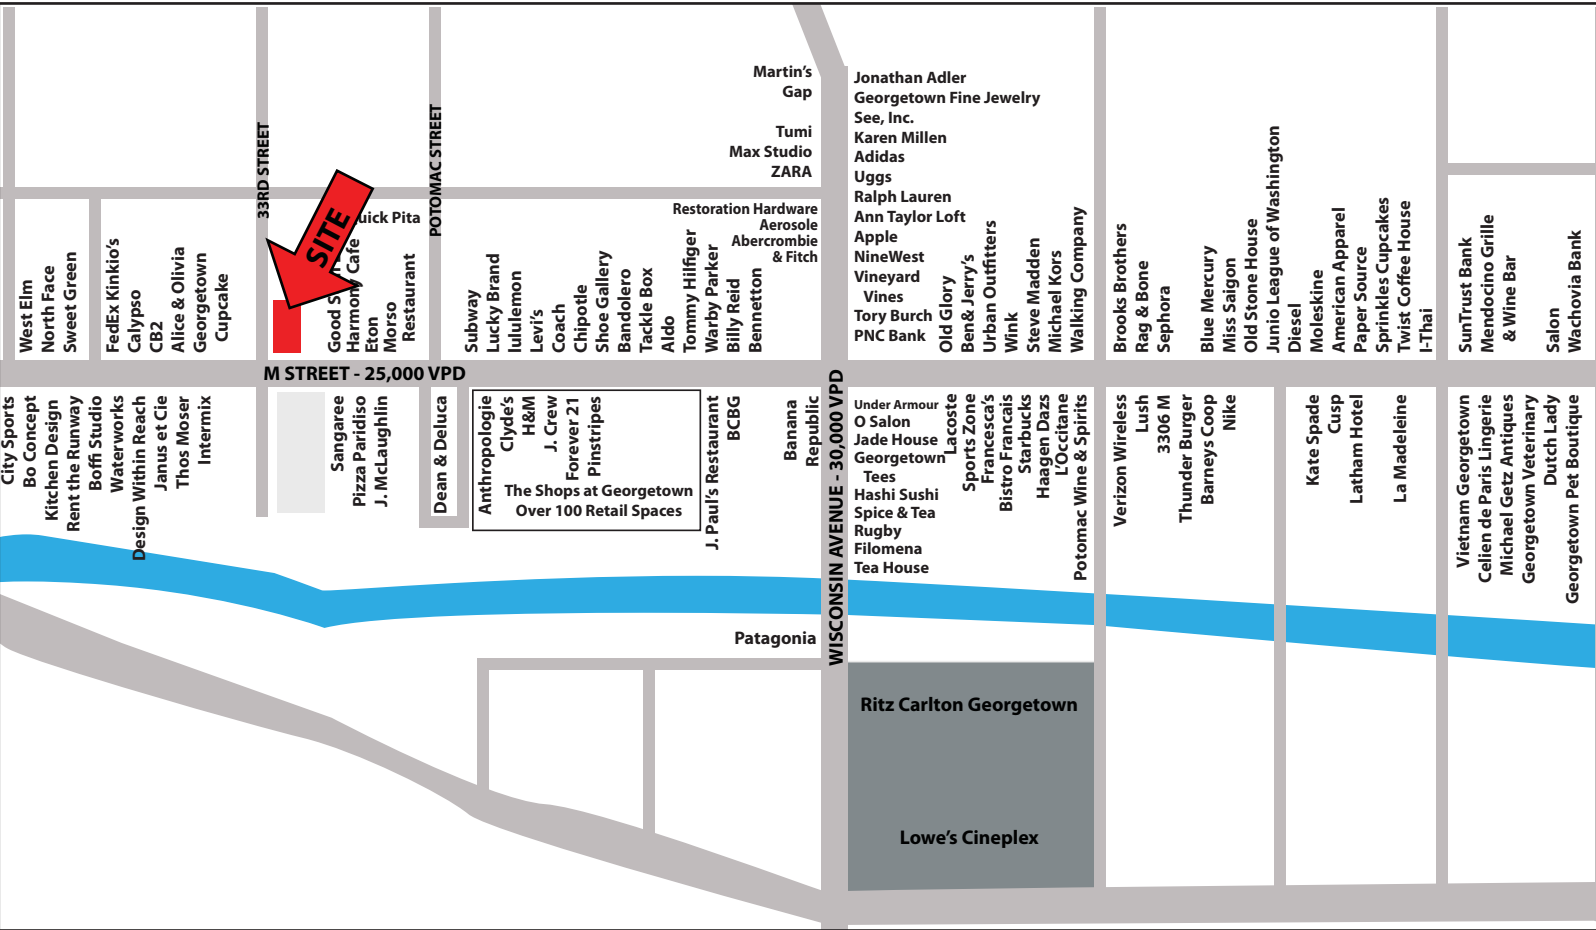 33RD STREET
POTOMAC STREET
SITE
uick Pita
Martin's
Gap
Tumi
Max Studio
ZARA
Restoration Hardware
Aerosole
Abercrombie
& Fitch
Jonathan Adler
Georgetown Fine Jewelry
See, Inc.
Karen Millen
Adidas
Uggs
Ralph Lauren
Ann Taylor Loft
Apple
NineWest
Vineyard
Vines
Tory Burch
PNC Bank
West Elm
North Face
Sweet Green
FedEx Kinkio's
Calypso
CB2
Alice & Olivia
Georgetown
Cupcake
Good S
Harmony Cafe
Eton
Morso
Restaurant
Subway
Lucky Brand
lululemon
Levi's
Coach
Chipotle
Shoe Gallery
Bandolero
Tackle Box
Aldo
Tommy Hilfiger
Warby Parker
Billy Reid
Bennetton
Old Glory
Ben& Jerry's
Urban Outfitters
Wink
Steve Madden
Michael Kors
Walking Company
Brooks Brothers
Rag & Bone
Sephora
Blue Mercury
Miss Saigon
Old Stone House
Junio League of Washington
Diesel
Moleskine
American Apparel
Paper Source
Sprinkles Cupcakes
Twist Coffee House
I-Thai
SunTrust Bank
Mendocino Grille
& Wine Bar
Salon
Wachovia Bank
M STREET - 25,000 VPD
WISCONSIN AVENUE - 30,000 VPD
City Sports
Bo Concept
Kitchen Design
Rent the Runway
Boffi Studio
Waterworks
Design Within Reach
Janus et Cie
Thos Moser
Intermix
Sangaree
Pizza Paridiso
J. McLaughlin
Dean & Deluca
Anthropologie
Clyde's
H&M
J. Crew
Forever 21
Pinstripes
The Shops at Georgetown
Over 100 Retail Spaces
J. Paul's Restaurant
BCBG
Banana
Republic
Under Armour
O Salon
Jade House
Georgetown
Tees
Hashi Sushi
Spice & Tea
Rugby
Filomena
Tea House
Lacoste
Sports Zone
Francesca's
Bistro Francais
Starbucks
Haagen Dazs
L'Occitane
Potomac Wine & Spirits
Verizon Wireless
Lush
3306 M
Thunder Burger
Barneys Coop
Nike
Kate Spade
Cusp
Latham Hotel
La Madeleine
Vietnam Georgetown
Celien de Paris Lingerie
Michael Getz Antiques
Georgetown Veterinary
Dutch Lady
Georgetown Pet Boutique
Patagonia
Ritz Carlton Georgetown
Lowe's Cineplex